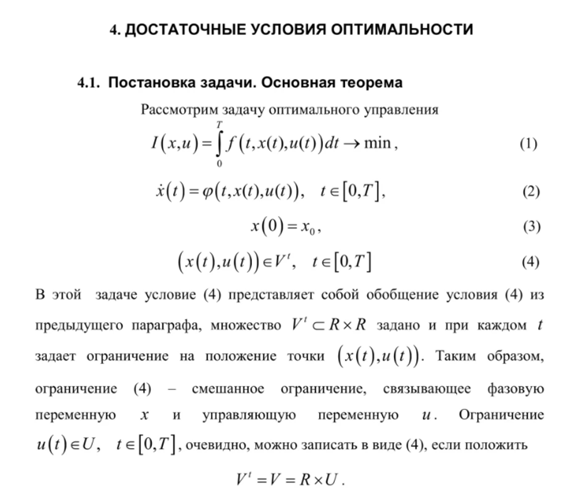 4. ДОСТАТОЧНЫЕ УСЛОВИЯ ОПТИМАЛЬНОСТИ
4.1. Постановка задачи. Основная теорема
Рассмотрим задачу оптимального управления
I(x,u) = ∫₀ᵀ f(t,x(t),u(t))dt → min, (1)
ẋ(t) = φ(t,x(t),u(t)), t∈[0,T], (2)
x(0) = x₀, (3)
(x(t),u(t))∈Vᵗ, t∈[0,T] (4)
В этой задаче условие (4) представляет собой обобщение условия (4) из
предыдущего параграфа, множество Vᵗ ⊂ R×R задано и при каждом t
задает ограничение на положение точки (x(t),u(t)). Таким образом,
ограничение (4) – смешанное ограничение, связывающее фазовую
переменную x и управляющую переменную u. Ограничение
u(t)∈U, t∈[0,T], очевидно, можно записать в виде (4), если положить
Vᵗ = V = R×U.